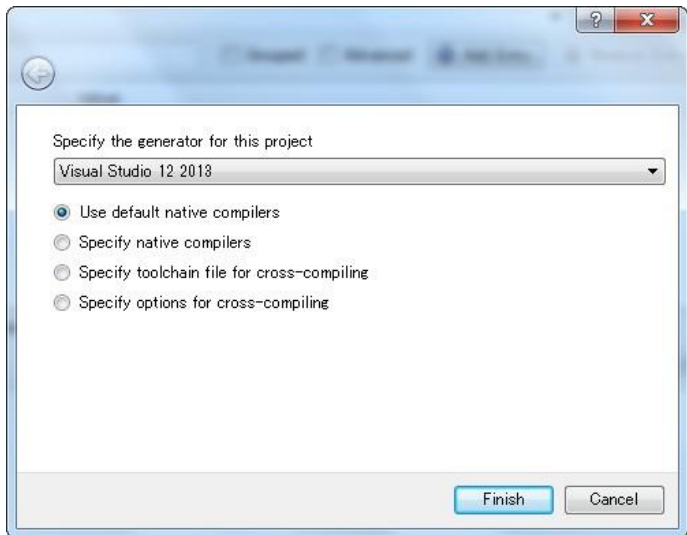 Specify the generator for this project
Visual Studio 12 2013
Use default native compilers
Specify native compilers
Specify toolchain file for cross-compiling
Specify options for cross-compiling
Finish
Cancel